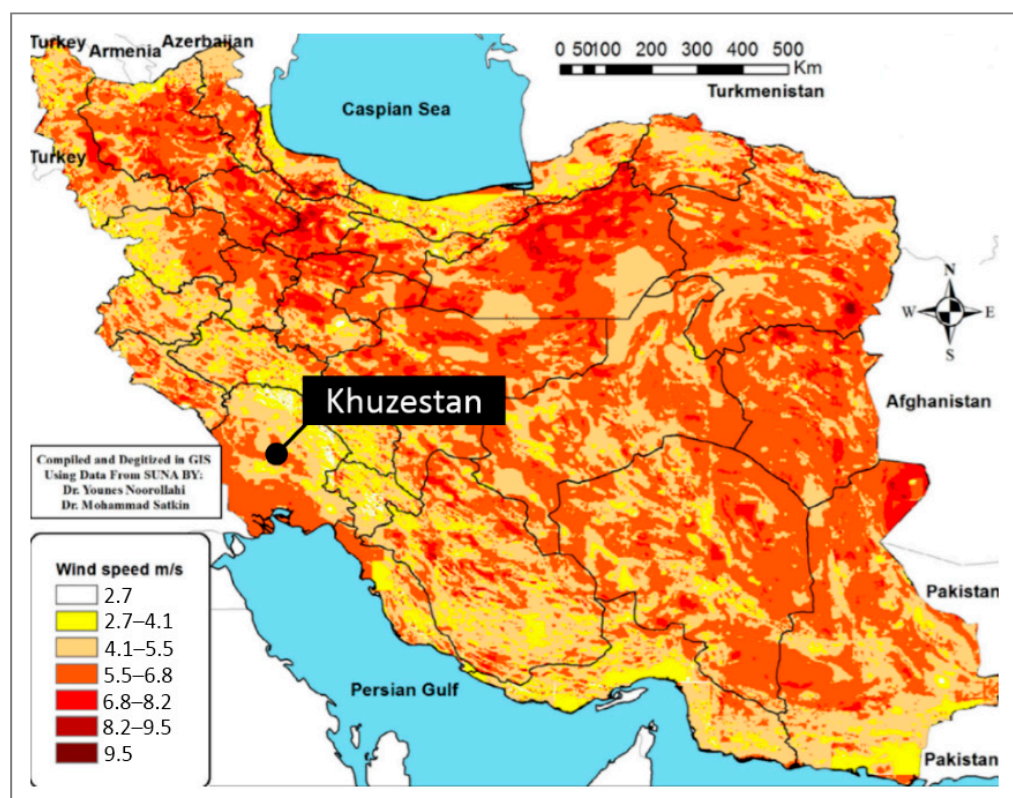 Turkey
Armenia
Azerbaijan
0 50100 200 300 400 500
Km
Turkmenistan
Caspian Sea
Turkey
N
W E
S
Khuzestan
Afghanistan
Compiled and Degitized in GIS
Using Data From SUNA BY:
Dr. Younes Noorollahi
Dr. Mohammad Satkin
Wind speed m/s
2.7
2.7–4.1
4.1–5.5
5.5–6.8
6.8–8.2
8.2–9.5
9.5
Pakistan
Persian Gulf
Pakistan